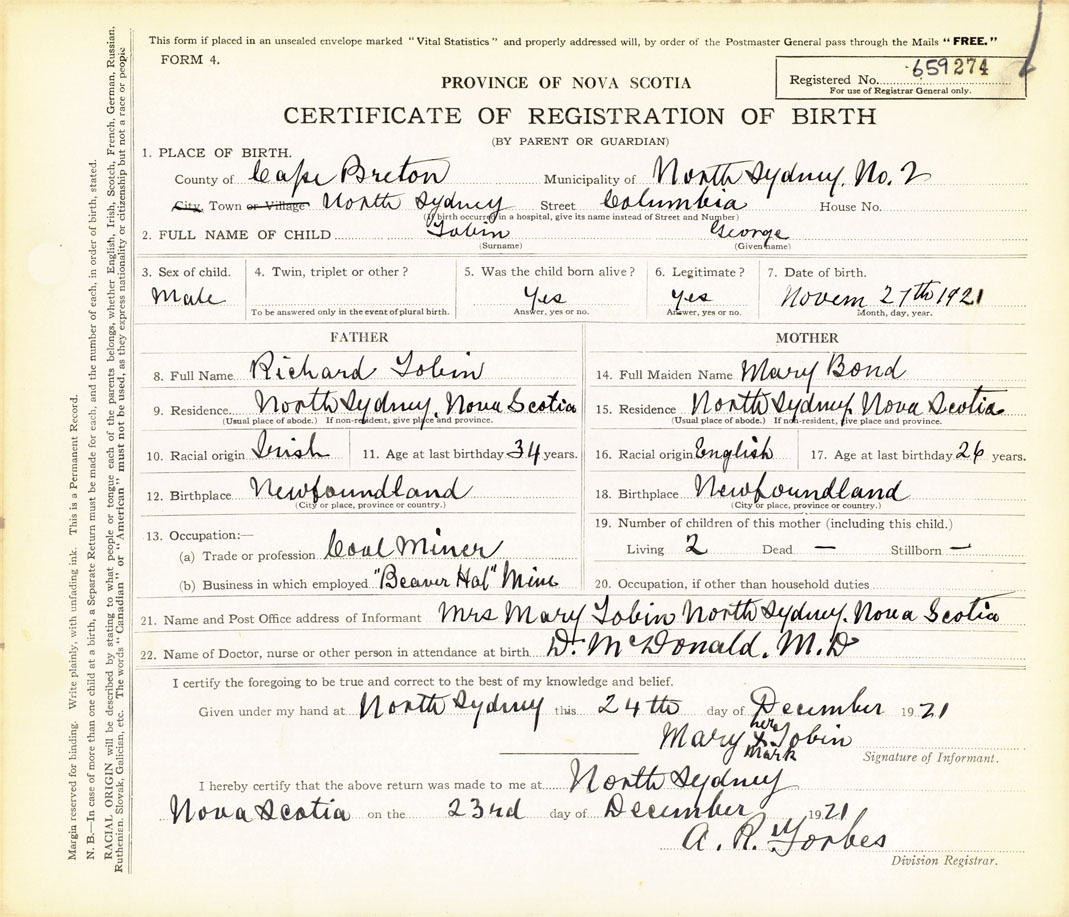 This form if placed in an unsealed envelope marked "Vital Statistics" and properly addressed will, by order of the Postmaster General pass through the Mails "FREE."
FORM 4.
Registered No. 659274
For use of Registrar General only.
PROVINCE OF NOVA SCOTIA
CERTIFICATE OF REGISTRATION OF BIRTH
(BY PARENT OR GUARDIAN)
1. PLACE OF BIRTH.
County of Cape Breton Municipality of North Sydney. No. 2
City, Town or Village North Sydney Street Columbia House No.
(If birth occurred in a hospital, give its name instead of Street and Number)
2. FULL NAME OF CHILD Tobin George
(Surname) (Given name)
3. Sex of child. 4. Twin, triplet or other? 5. Was the child born alive? 6. Legitimate? 7. Date of birth.
Male Yes Yes Novem 27th 1921
To be answered only in the event of plural birth. Answer, yes or no. Answer, yes or no. Month, day, year.
FATHER
8. Full Name Richard Tobin
9. Residence North Sydney, Nova Scotia
(Usual place of abode.) If non-resident, give place and province.
10. Racial origin Irish 11. Age at last birthday 34 years.
12. Birthplace Newfoundland
(City or place, province or country.)
13. Occupation:—
(a) Trade or profession Coal Miner
(b) Business in which employed "Beaver Hat" Mine
MOTHER
14. Full Maiden Name Mary Bond
15. Residence North Sydney, Nova Scotia
(Usual place of abode.) If non-resident, give place and province.
16. Racial origin English 17. Age at last birthday 26 years.
18. Birthplace Newfoundland
(City or place, province or country.)
19. Number of children of this mother (including this child.)
Living 2 Dead — Stillborn —
20. Occupation, if other than household duties
21. Name and Post Office address of Informant Mrs Mary Tobin North Sydney, Nova Scotia
22. Name of Doctor, nurse or other person in attendance at birth Dr. McDonald. M.D
I certify the foregoing to be true and correct to the best of my knowledge and belief.
Given under my hand at North Sydney this 24th day of December 1921
her
Mary X Tobin
mark
Signature of Informant.
I hereby certify that the above return was made to me at North Sydney
Nova Scotia on the 23rd day of December 1921
A. R. Forbes
Division Registrar.
Margin reserved for binding. Write plainly, with unfading ink. This is a Permanent Record.
N. B.—In case of more than one child at a birth, a Separate Return must be made for each, and the number of each, in order of birth, stated.
RACIAL ORIGIN will be described by stating to what people or tongue each of the parents belongs, whether English, Irish, Scotch, French, German, Russian,
Ruthenian, Slovak, Galician, etc. The words "Canadian" or "American" must not be used, as they express nationality or citizenship but not a race or people